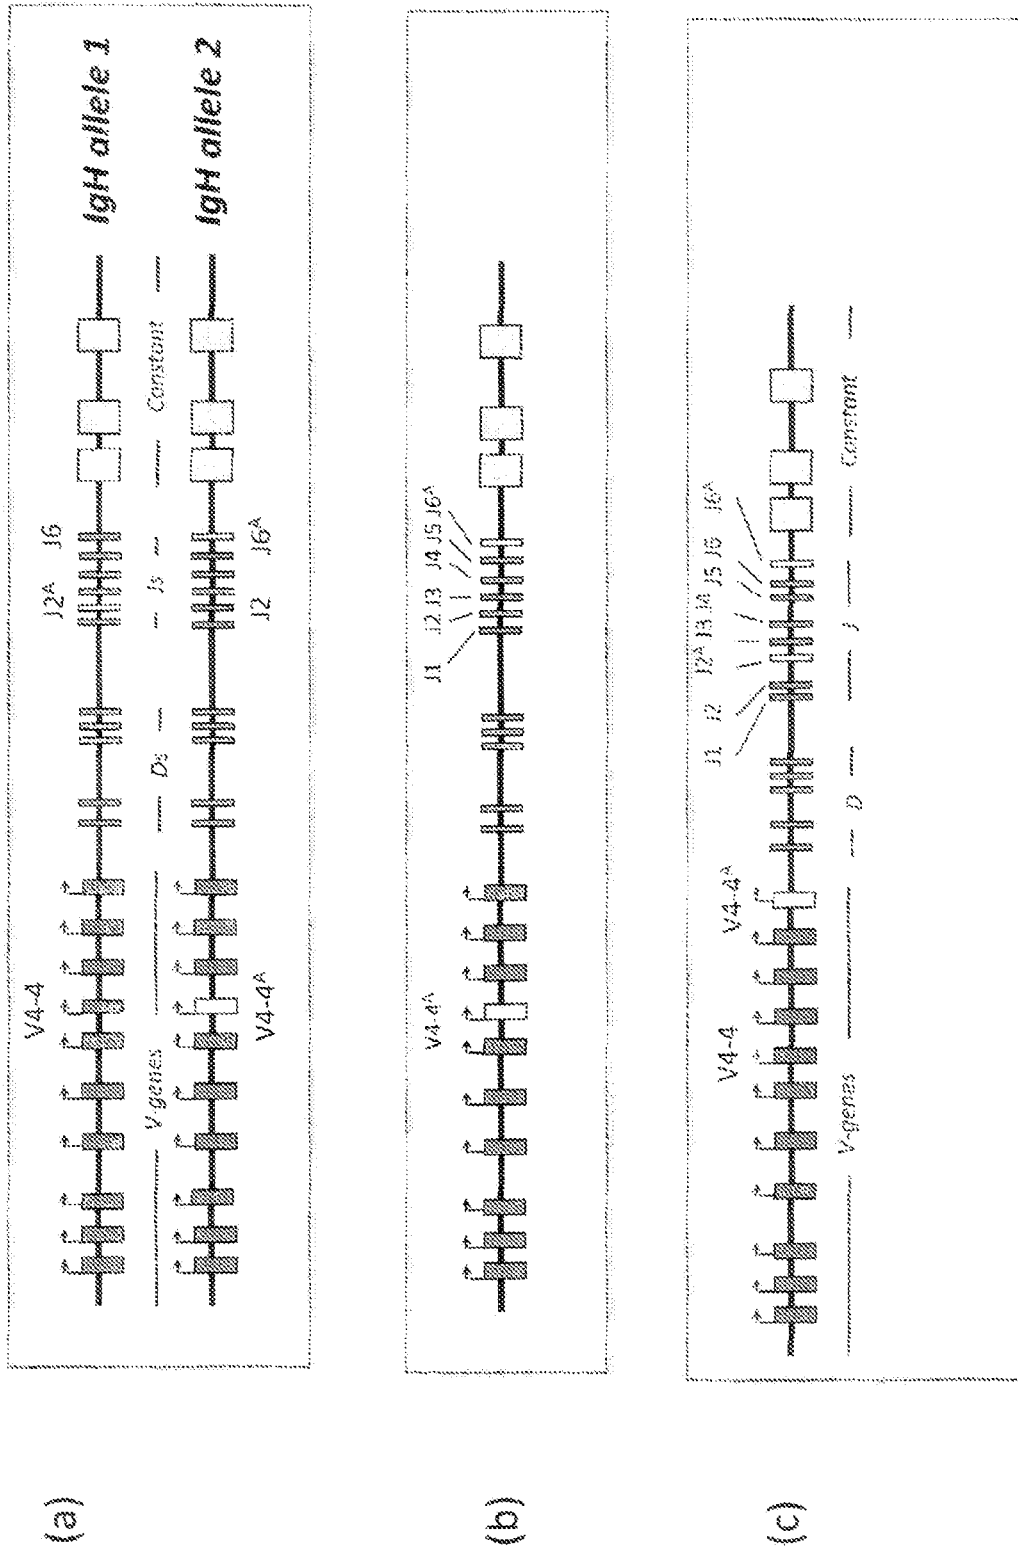 (a)
V4-4 J2ᴬ J6
IgH allele 1
V-genes Ds Js Constant
IgH allele 2
V4-4ᴬ J2 J6ᴬ
(b)
V4-4ᴬ J1 J2 J3 J4 J5 J6ᴬ
(c)
V4-4 V4-4ᴬ J1 J2 J2ᴬ J3 J4 J5 J6 J6ᴬ
V-genes D J Constant